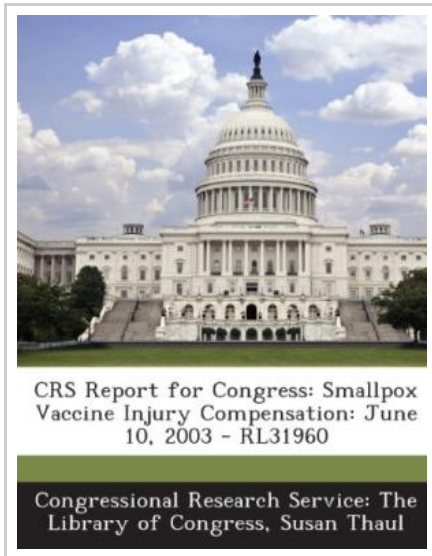 CRS Report for Congress: Smallpox
Vaccine Injury Compensation: June
10, 2003 - RL31960
Congressional Research Service: The
Library of Congress, Susan Thaul